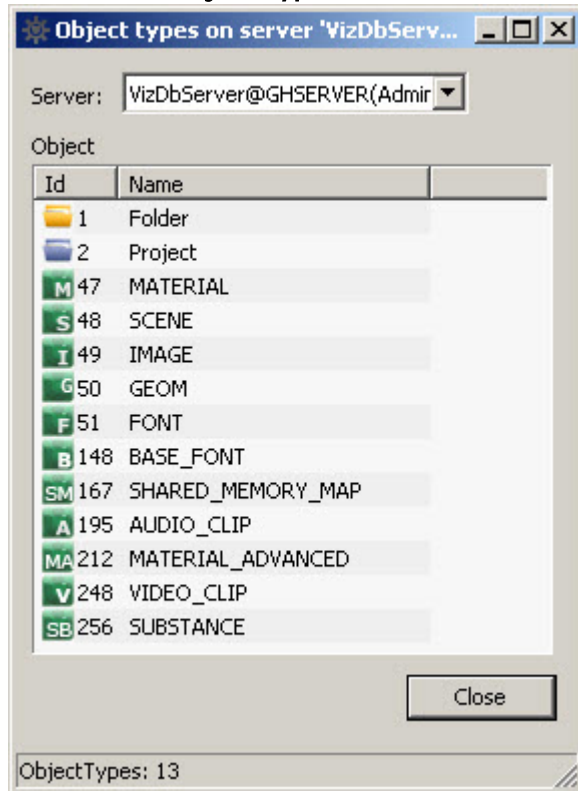 Object types on server 'VizDbServ...
Server: VizDbServer@GHSERVER(Admir
Object
Id Name
1 Folder
2 Project
M 47 MATERIAL
S 48 SCENE
I 49 IMAGE
G 50 GEOM
F 51 FONT
B 148 BASE_FONT
SM 167 SHARED_MEMORY_MAP
A 195 AUDIO_CLIP
MA 212 MATERIAL_ADVANCED
V 248 VIDEO_CLIP
SB 256 SUBSTANCE
Close
ObjectTypes: 13